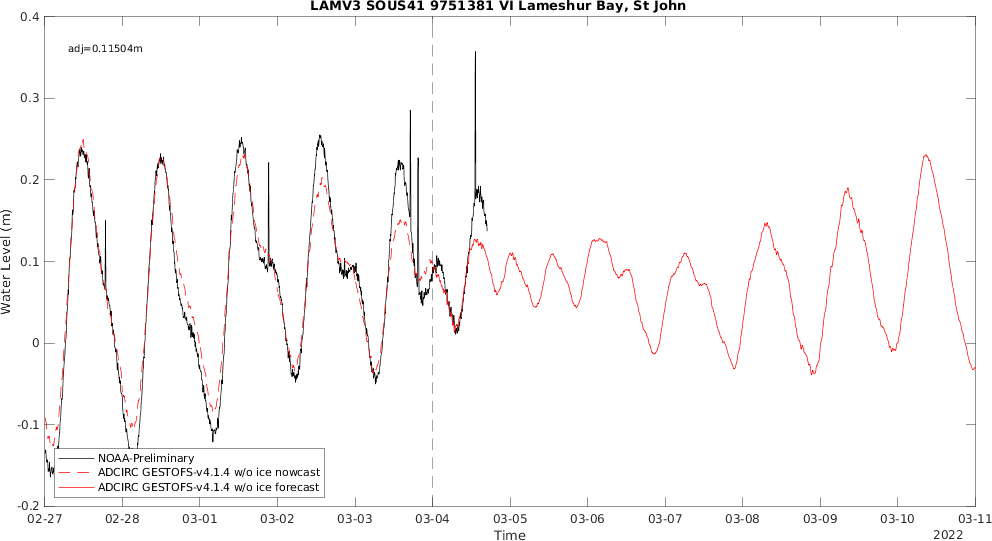 LAMV3 SOUS41 9751381 VI Lameshur Bay, St John
adj=0.11504m
Water Level (m)
0.4
0.3
0.2
0.1
0
-0.1
-0.2
NOAA-Preliminary
ADCIRC GESTOFS-v4.1.4 w/o ice nowcast
ADCIRC GESTOFS-v4.1.4 w/o ice forecast
02-27 02-28 03-01 03-02 03-03 03-04 03-05 03-06 03-07 03-08 03-09 03-10 03-11
Time
2022